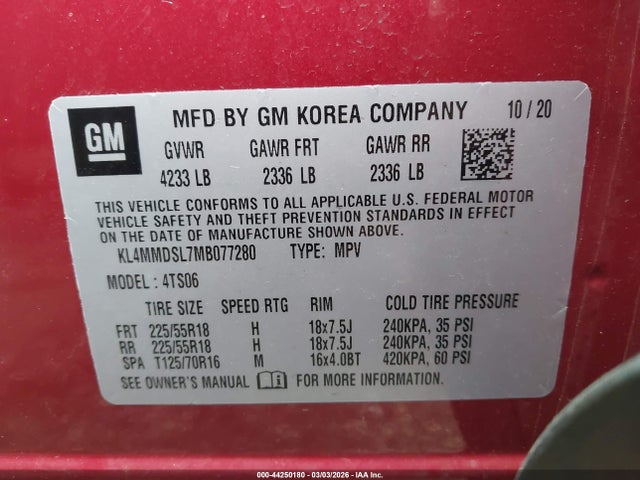 GM
MFD BY GM KOREA COMPANY 10 / 20
GVWR GAWR FRT GAWR RR
4233 LB 2336 LB 2336 LB
THIS VEHICLE CONFORMS TO ALL APPLICABLE U.S. FEDERAL MOTOR
VEHICLE SAFETY AND THEFT PREVENTION STANDARDS IN EFFECT
ON THE DATE OF MANUFACTURE SHOWN ABOVE.
KL4MMDSL7MB077280 TYPE: MPV
MODEL : 4TS06
TIRE SIZE SPEED RTG RIM COLD TIRE PRESSURE
FRT 225/55R18 H 18x7.5J 240KPA, 35 PSI
RR 225/55R18 H 18x7.5J 240KPA, 35 PSI
SPA T125/70R16 M 16x4.0BT 420KPA, 60 PSI
SEE OWNER'S MANUAL FOR MORE INFORMATION.
000-44250180 - 03/03/2026 - IAA Inc.